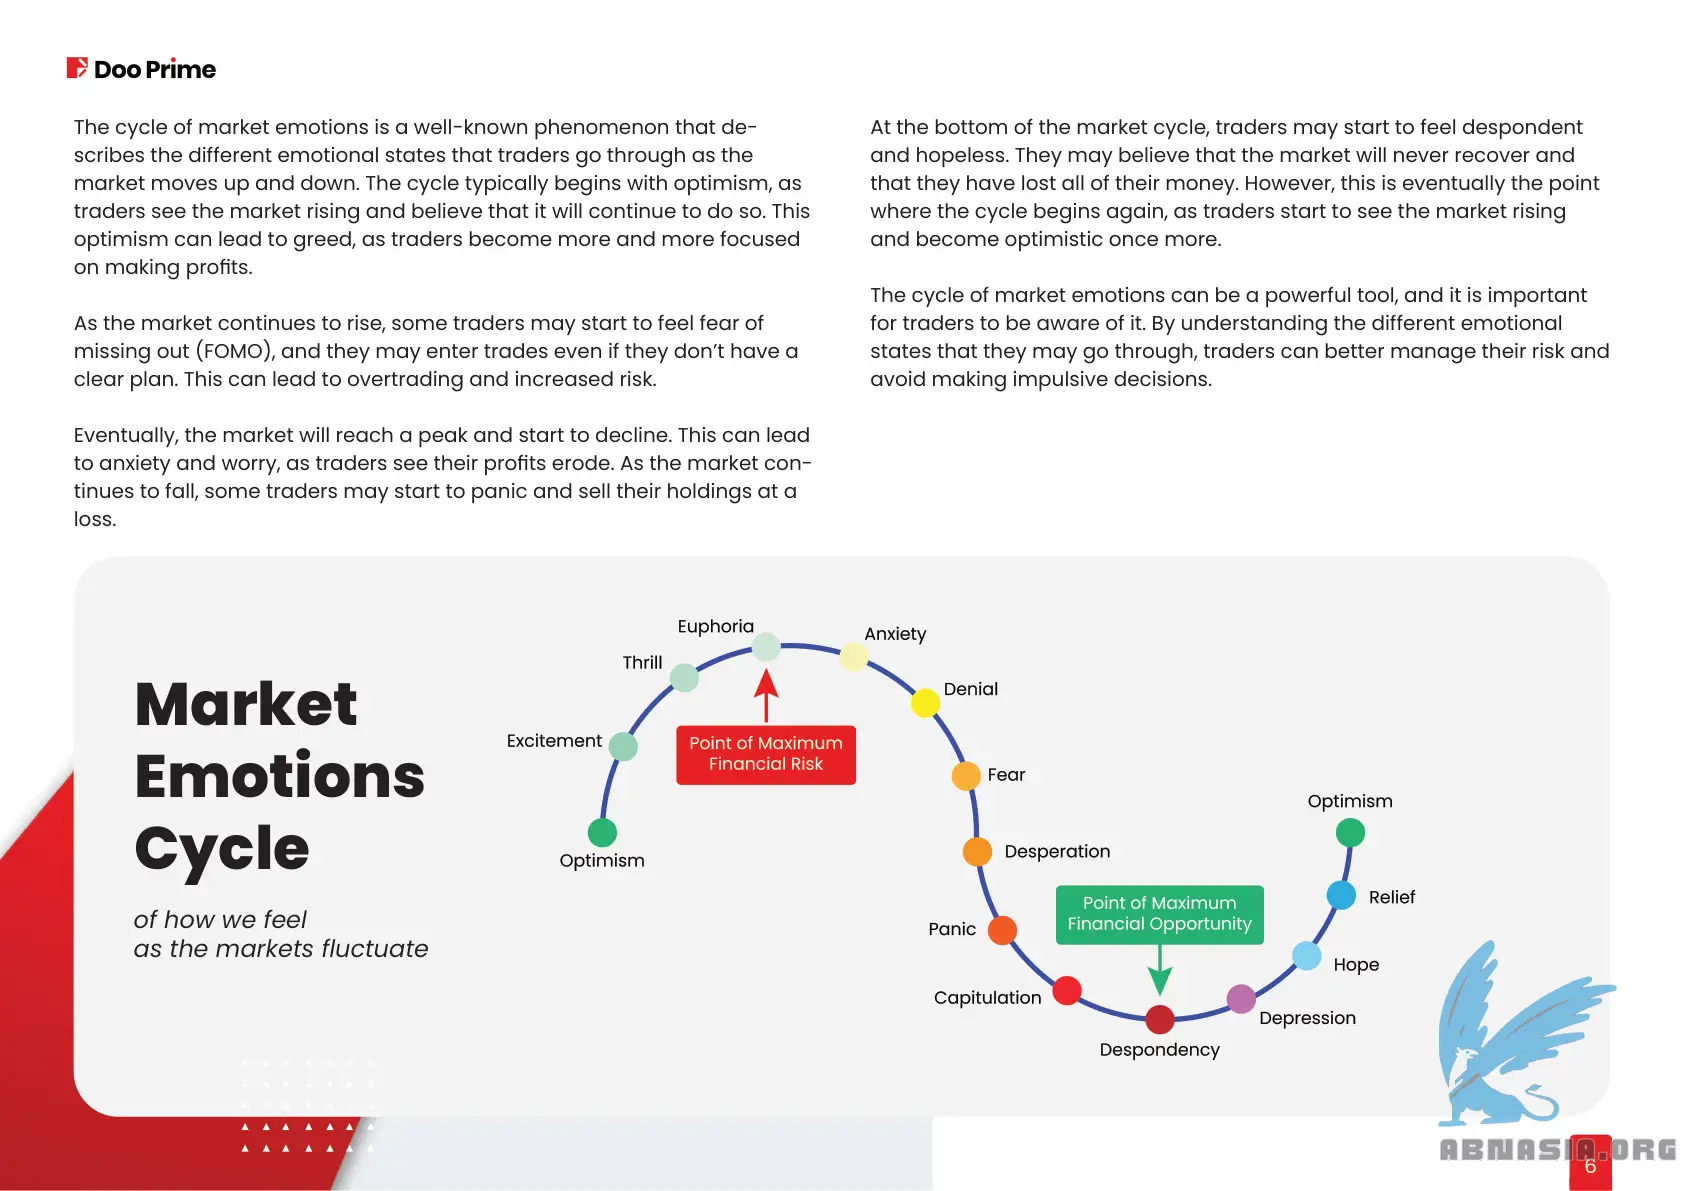 Doo Prime
The cycle of market emotions is a well-known phenomenon that de-
scribes the different emotional states that traders go through as the
market moves up and down. The cycle typically begins with optimism, as
traders see the market rising and believe that it will continue to do so. This
optimism can lead to greed, as traders become more and more focused
on making profits.
As the market continues to rise, some traders may start to feel fear of
missing out (FOMO), and they may enter trades even if they don’t have a
clear plan. This can lead to overtrading and increased risk.
Eventually, the market will reach a peak and start to decline. This can lead
to anxiety and worry, as traders see their profits erode. As the market con-
tinues to fall, some traders may start to panic and sell their holdings at a
loss.
At the bottom of the market cycle, traders may start to feel despondent
and hopeless. They may believe that the market will never recover and
that they have lost all of their money. However, this is eventually the point
where the cycle begins again, as traders start to see the market rising
and become optimistic once more.
The cycle of market emotions can be a powerful tool, and it is important
for traders to be aware of it. By understanding the different emotional
states that they may go through, traders can better manage their risk and
avoid making impulsive decisions.
Market
Emotions
Cycle
of how we feel
as the markets fluctuate
Optimism
Excitement
Thrill
Euphoria
Point of Maximum
Financial Risk
Anxiety
Denial
Fear
Desperation
Panic
Capitulation
Point of Maximum
Financial Opportunity
Despondency
Depression
Hope
Relief
Optimism
ABNASIA.ORG
6